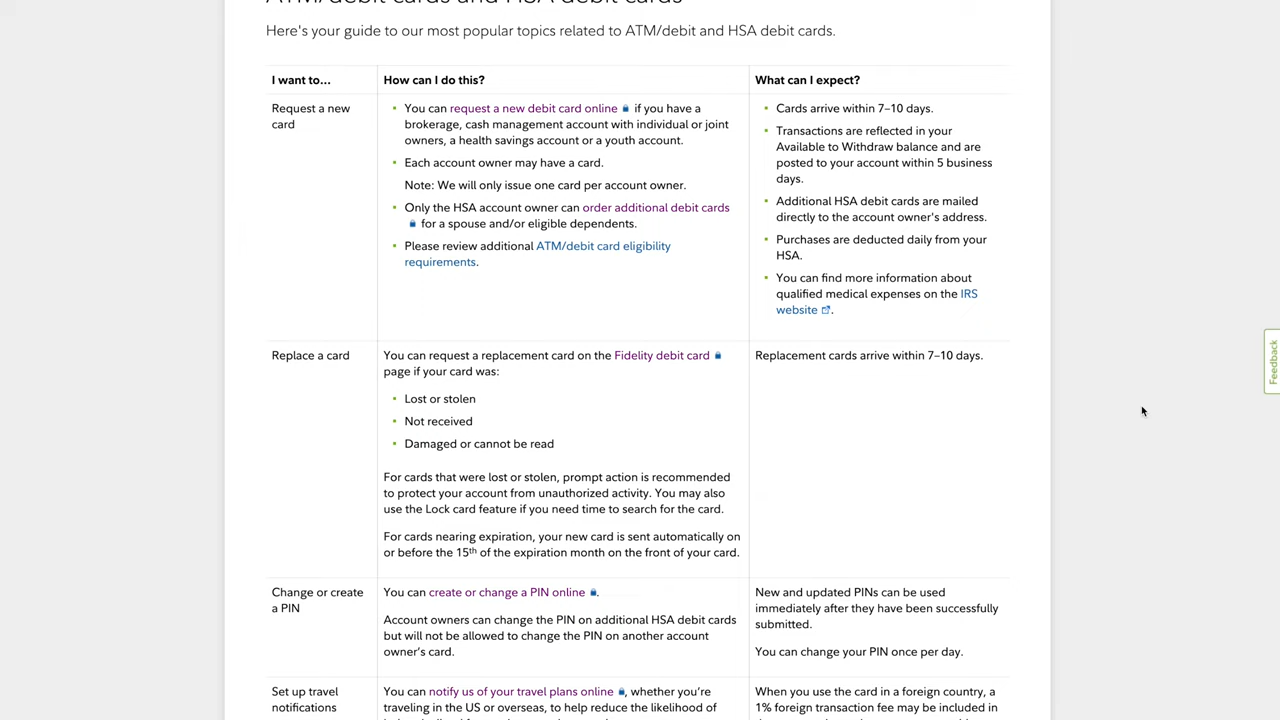 ATM/debit cards and HSA debit cards
Here's your guide to our most popular topics related to ATM/debit and HSA debit cards.
I want to...
How can I do this?
What can I expect?
Request a new
card
You can request a new debit card online if you have a
brokerage, cash management account with individual or joint
owners, a health savings account or a youth account.
Each account owner may have a card.
Note: We will only issue one card per account owner.
Only the HSA account owner can order additional debit cards
for a spouse and/or eligible dependents.
Please review additional ATM/debit card eligibility
requirements.
Cards arrive within 7–10 days.
Transactions are reflected in your
Available to Withdraw balance and are
posted to your account within 5 business
days.
Additional HSA debit cards are mailed
directly to the account owner's address.
Purchases are deducted daily from your
HSA.
You can find more information about
qualified medical expenses on the IRS
website.
Replace a card
You can request a replacement card on the Fidelity debit card
page if your card was:
Lost or stolen
Not received
Damaged or cannot be read
For cards that were lost or stolen, prompt action is recommended
to protect your account from unauthorized activity. You may also
use the Lock card feature if you need time to search for the card.
For cards nearing expiration, your new card is sent automatically on
or before the 15th of the expiration month on the front of your card.
Replacement cards arrive within 7–10 days.
Change or create
a PIN
You can create or change a PIN online.
Account owners can change the PIN on additional HSA debit cards
but will not be allowed to change the PIN on another account
owner's card.
New and updated PINs can be used
immediately after they have been successfully
submitted.
You can change your PIN once per day.
Set up travel
notifications
You can notify us of your travel plans online, whether you're
traveling in the US or overseas, to help reduce the likelihood of
When you use the card in a foreign country, a
1% foreign transaction fee may be included in
Feedback